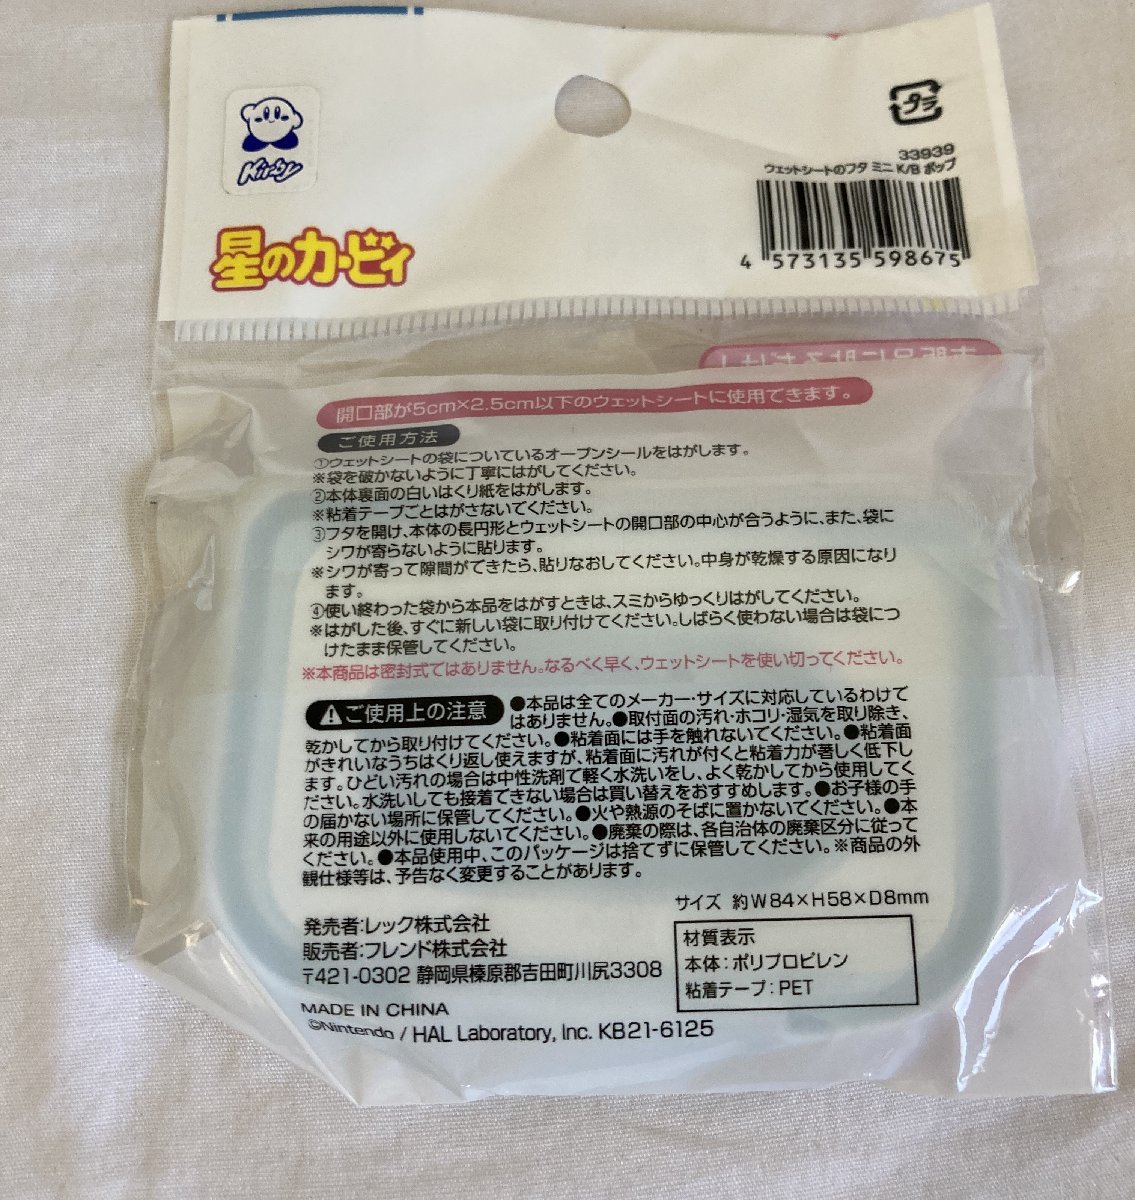 Kirby
星のカービィ
プラ
33939
ウェットシートのフタ ミニ K/B ポップ
4 573135 598675
開口部が5cm×2.5cm以下のウェットシートに使用できます。
ご使用方法
①ウェットシートの袋についているオープンシールをはがします。
※袋を破かないように丁寧にはがしてください。
②本体裏面の白いはくり紙をはがします。
※粘着テープごとはがさないでください。
③フタを開け、本体の長円形とウェットシートの開口部の中心が合うように、また、袋に
シワが寄らないように貼ります。
※シワが寄って隙間ができたら、貼りなおしてください。中身が乾燥する原因になり
ます。
④使い終わった袋から本品をはがすときは、スミからゆっくりはがしてください。
※はがした後、すぐに新しい袋に取り付けてください。しばらく使わない場合は袋につ
けたまま保管してください。
※本商品は密封式ではありません。なるべく早く、ウェットシートを使い切ってください。
ご使用上の注意 ●本品は全てのメーカー・サイズに対応しているわけで
はありません。●取付面の汚れ・ホコリ・湿気を取り除き、
乾かしてから取り付けてください。●粘着面には手を触れないでください。●粘着面
がきれいなうちはくり返し使えますが、粘着面に汚れが付くと粘着力が著しく低下し
ます。ひどい汚れの場合は中性洗剤で軽く水洗いをし、よく乾かしてから使用してく
ださい。水洗いしても接着できない場合は買い替えをおすすめします。●お子様の手
の届かない場所に保管してください。●火や熱源のそばに置かないでください。●本
来の用途以外に使用しないでください。●廃棄の際は、各自治体の廃棄区分に従って
ください。●本品使用中、このパッケージは捨てずに保管してください。※商品の外
観仕様等は、予告なく変更することがあります。
サイズ 約W84×H58×D8mm
発売者:レック株式会社
販売者:フレンド株式会社
〒421-0302 静岡県榛原郡吉田町川尻3308
材質表示
本体:ポリプロピレン
粘着テープ:PET
MADE IN CHINA
©Nintendo / HAL Laboratory, Inc. KB21-6125